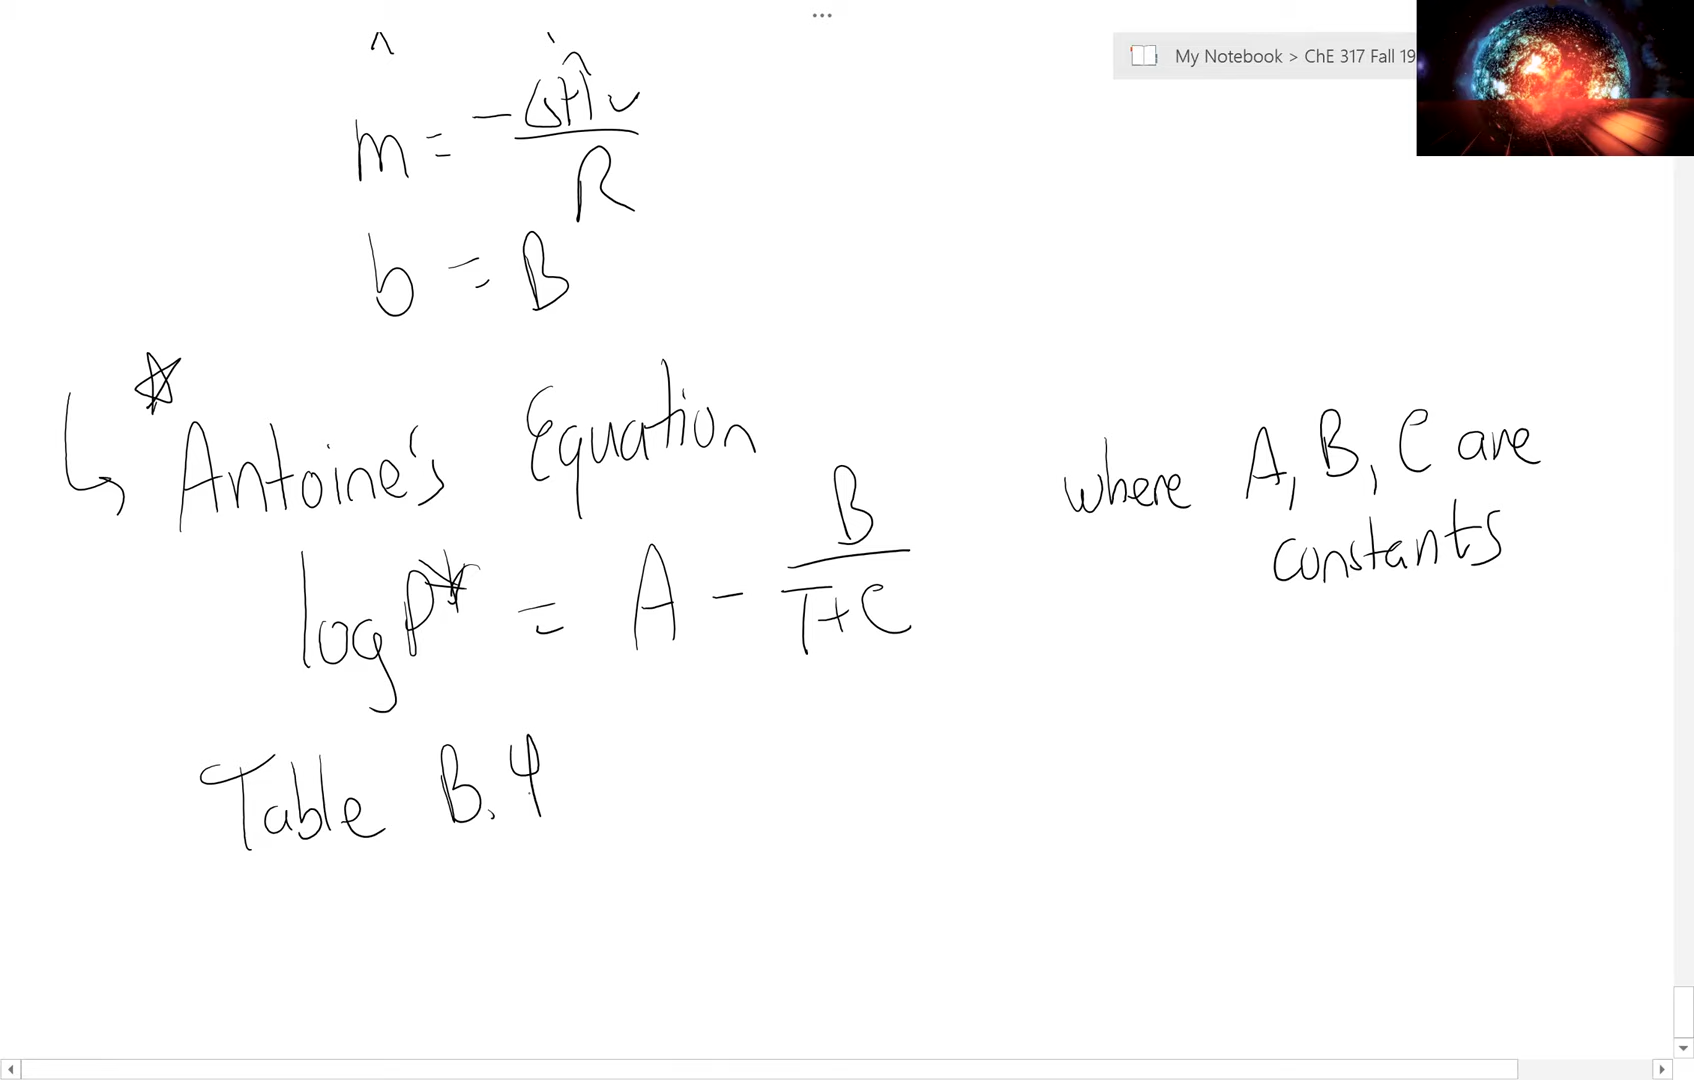 My Notebook > ChE 317 Fall 19
m = -ΔĤv / R
b = B
☆ Antoine's Equation
log P* = A - B / (T+C)
where A, B, C are
constants
Table B.4